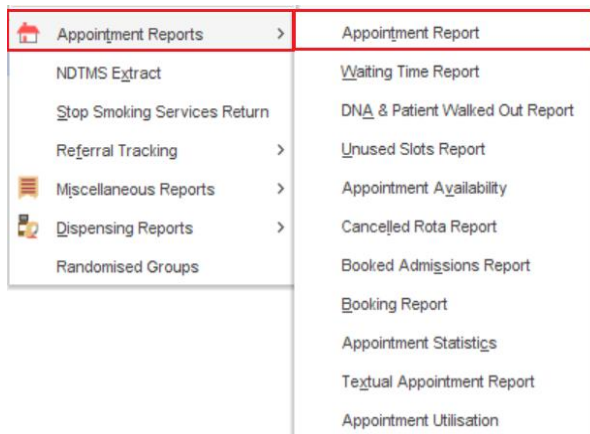 Appointment Reports >
NDTMS Extract
Stop Smoking Services Return
Referral Tracking >
Miscellaneous Reports >
Dispensing Reports >
Randomised Groups
Appointment Report
Waiting Time Report
DNA & Patient Walked Out Report
Unused Slots Report
Appointment Availability
Cancelled Rota Report
Booked Admissions Report
Booking Report
Appointment Statistics
Textual Appointment Report
Appointment Utilisation